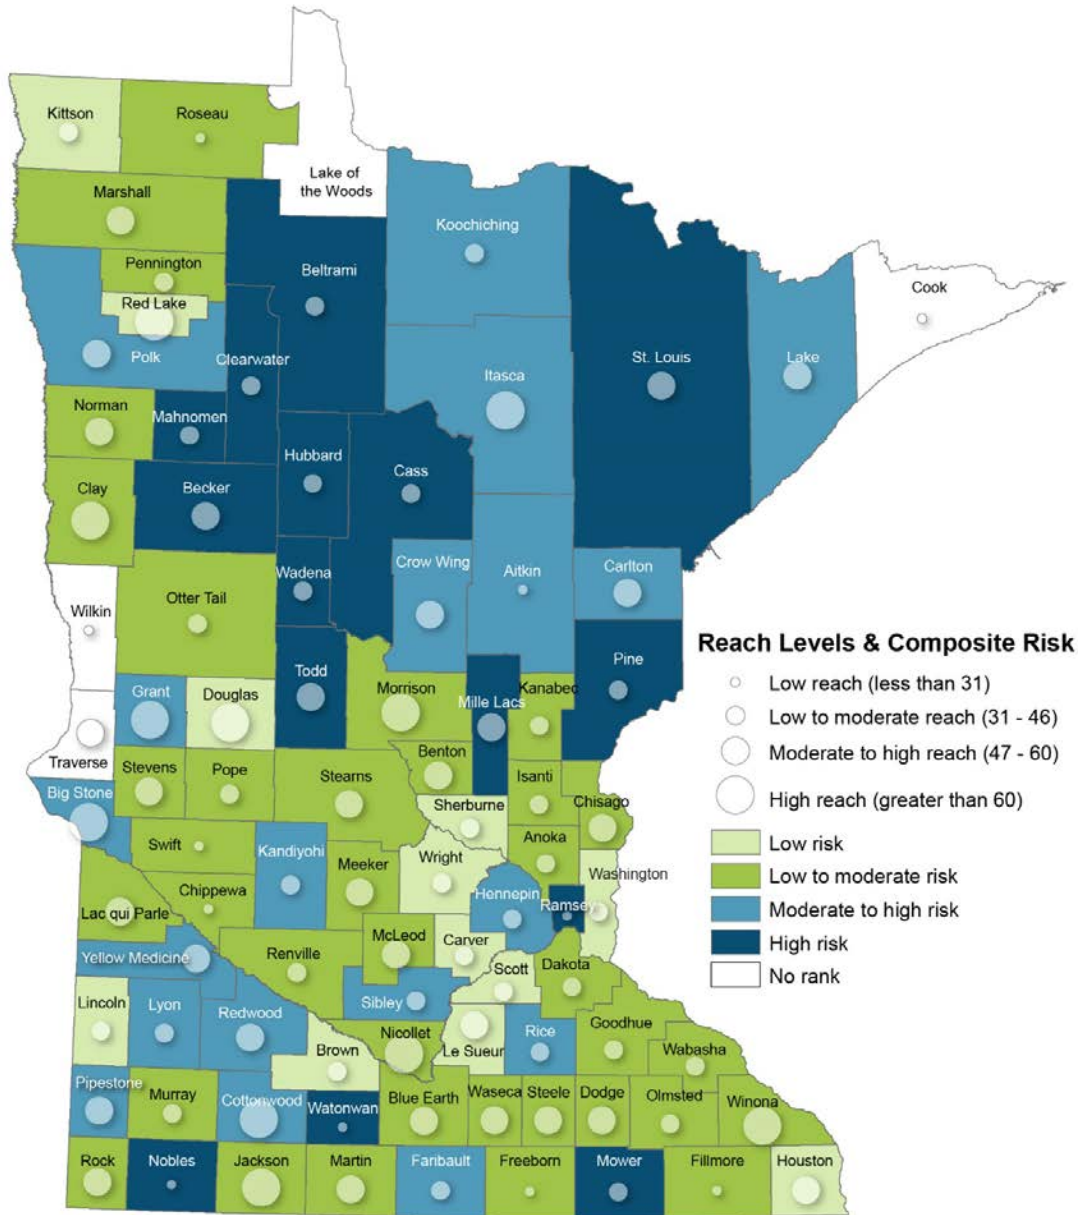 Kittson
Roseau
Lake of
the Woods
Marshall
Koochiching
Pennington
Beltrami
Red Lake
Cook
Polk
Clearwater
St. Louis
Lake
Itasca
Norman
Mahnomen
Hubbard
Cass
Clay
Becker
Crow Wing
Aitkin
Carlton
Wadena
Otter Tail
Wilkin
Reach Levels & Composite Risk
Pine
Todd
Grant
Douglas
Morrison
Mille Lacs
Kanabec
Low reach (less than 31)
Low to moderate reach (31 - 46)
Moderate to high reach (47 - 60)
High reach (greater than 60)
Low risk
Low to moderate risk
Moderate to high risk
High risk
No rank
Traverse
Stevens
Pope
Stearns
Benton
Isanti
Big Stone
Sherburne
Chisago
Swift
Kandiyohi
Meeker
Wright
Anoka
Washington
Chippewa
Hennepin
Ramsey
Lac qui Parle
McLeod
Carver
Yellow Medicine
Renville
Scott
Dakota
Lincoln
Lyon
Redwood
Sibley
Nicollet
Le Sueur
Rice
Goodhue
Brown
Wabasha
Pipestone
Murray
Cottonwood
Watonwan
Blue Earth
Waseca
Steele
Dodge
Olmsted
Winona
Rock
Nobles
Jackson
Martin
Faribault
Freeborn
Mower
Fillmore
Houston